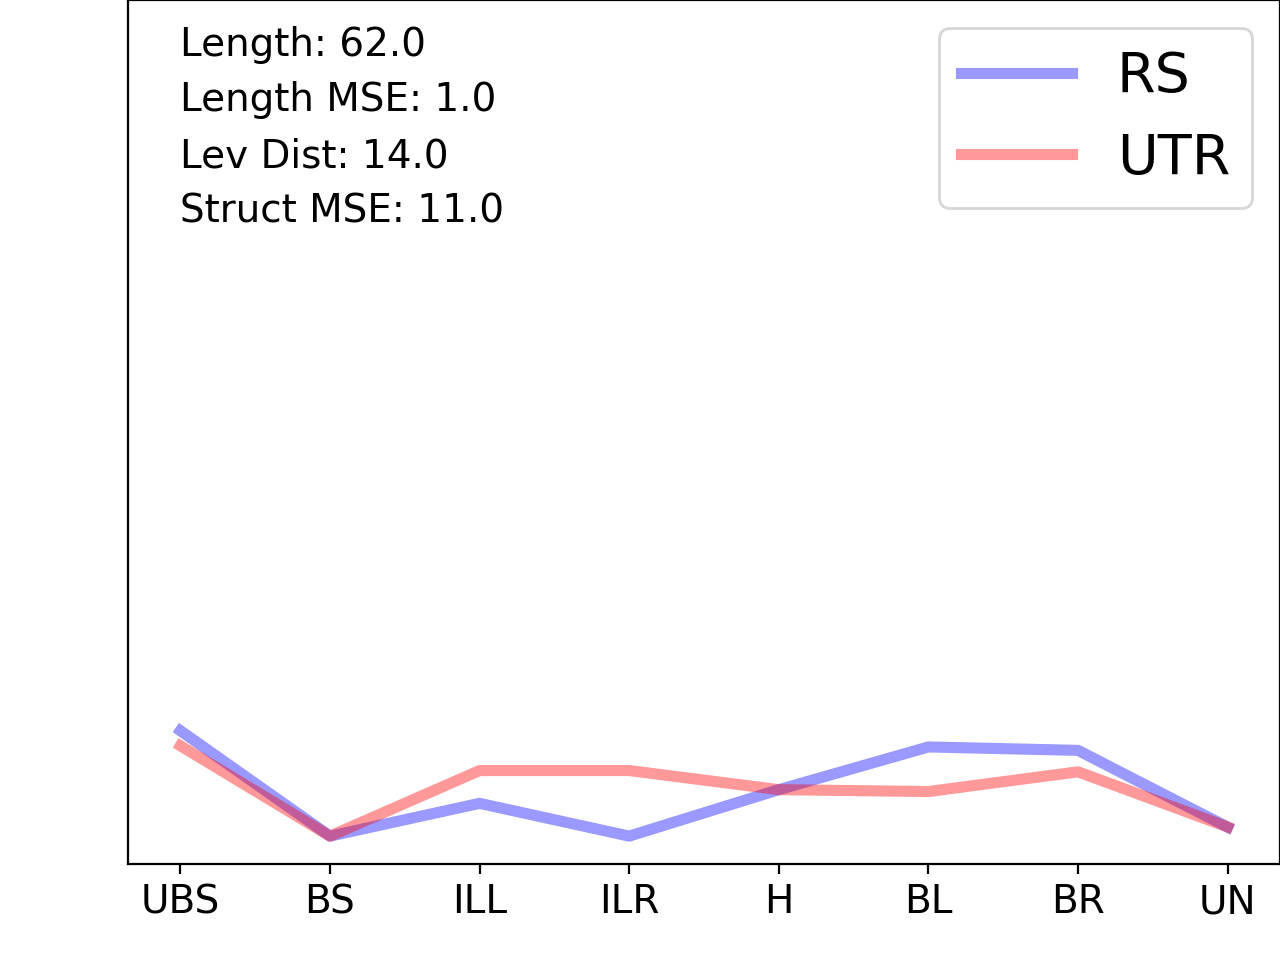 Length: 62.0
Length MSE: 1.0
Lev Dist: 14.0
Struct MSE: 11.0
RS
UTR
UBS BS ILL ILR H BL BR UN